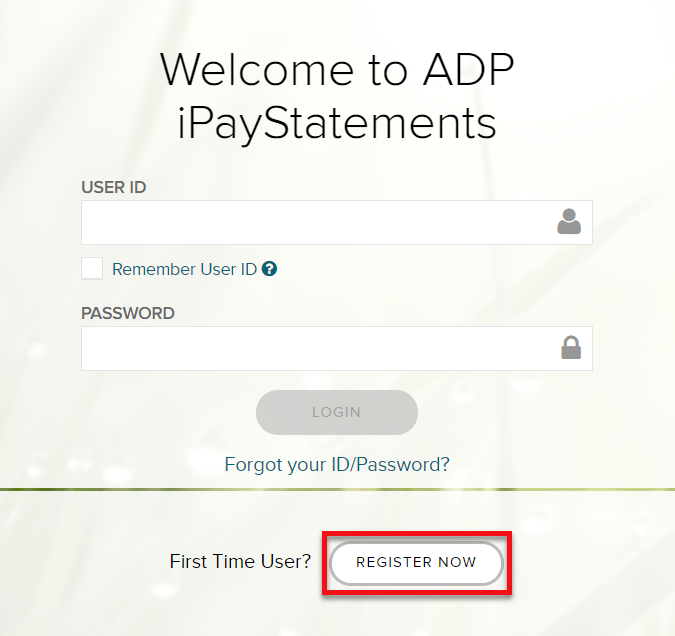 Welcome to ADP
iPayStatements
USER ID
Remember User ID ?
PASSWORD
LOGIN
Forgot your ID/Password?
First Time User? REGISTER NOW